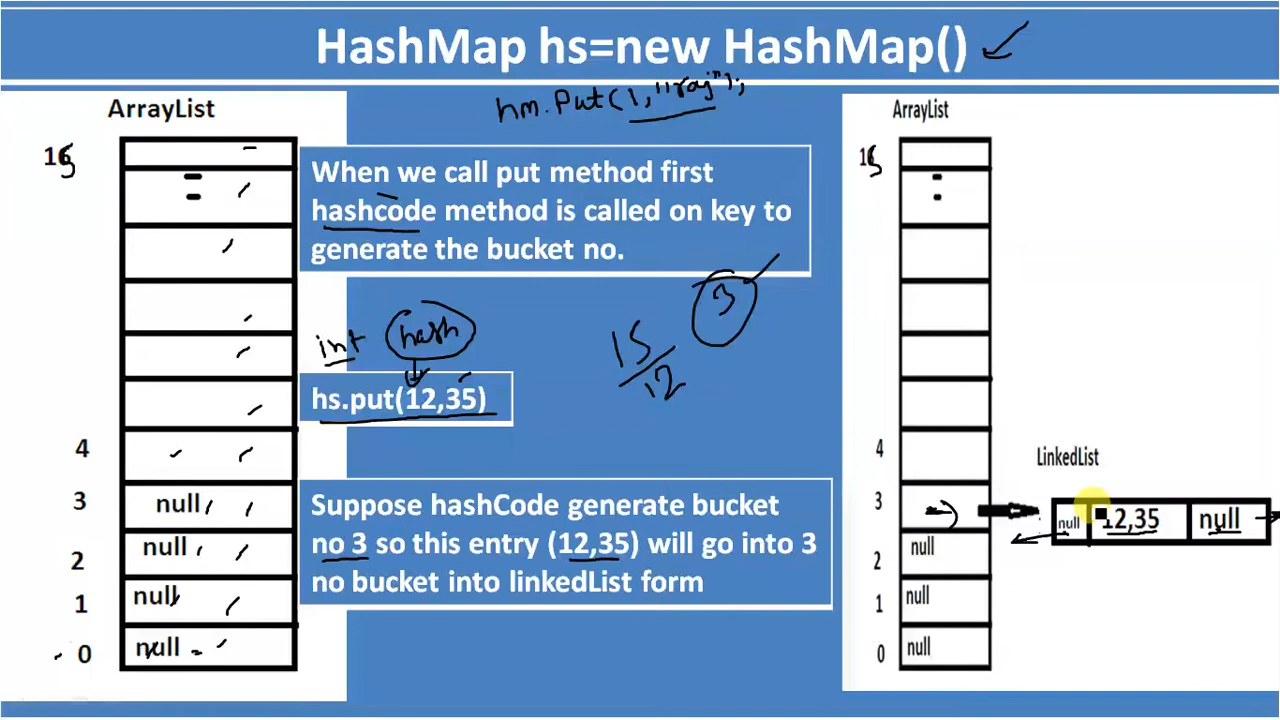 HashMap hs=new HashMap()
hm.Put(1,"raj");
ArrayList
16
5
4
3 null
2 null
1 null
0 null
When we call put method first
hashcode method is called on key to
generate the bucket no.
3
15
12
int hash
hs.put(12,35)
Suppose hashCode generate bucket
no 3 so this entry (12,35) will go into 3
no bucket into linkedList form
ArrayList
5
4
3
2 null
1 null
0 null
LinkedList
null 12,35 null